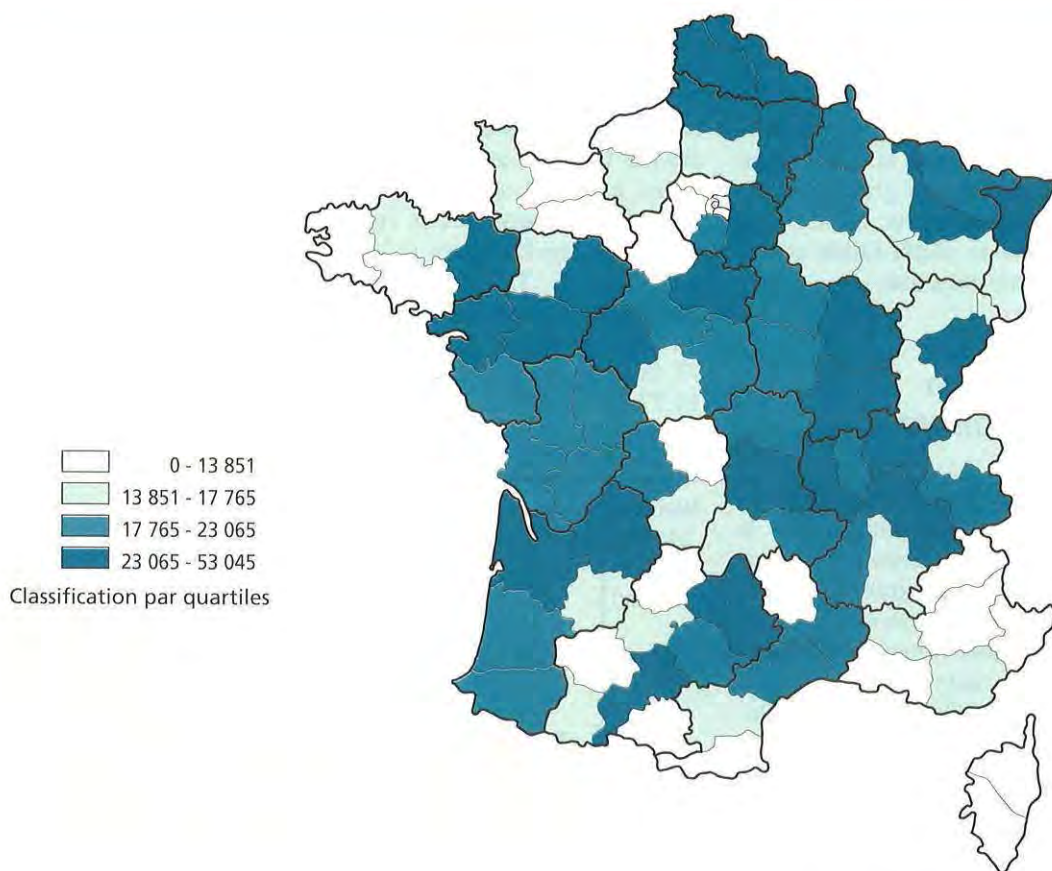 0 - 13 851
13 851 - 17 765
17 765 - 23 065
23 065 - 53 045
Classification par quartiles